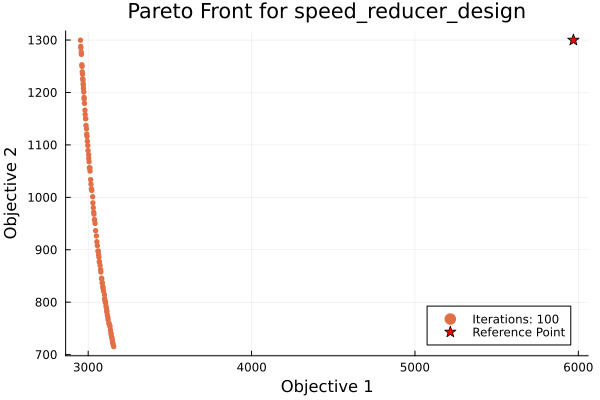 Pareto Front for speed_reducer_design
Objective 2
1300
1200
1100
1000
900
800
700
3000
4000
5000
6000
Objective 1
Iterations: 100
Reference Point